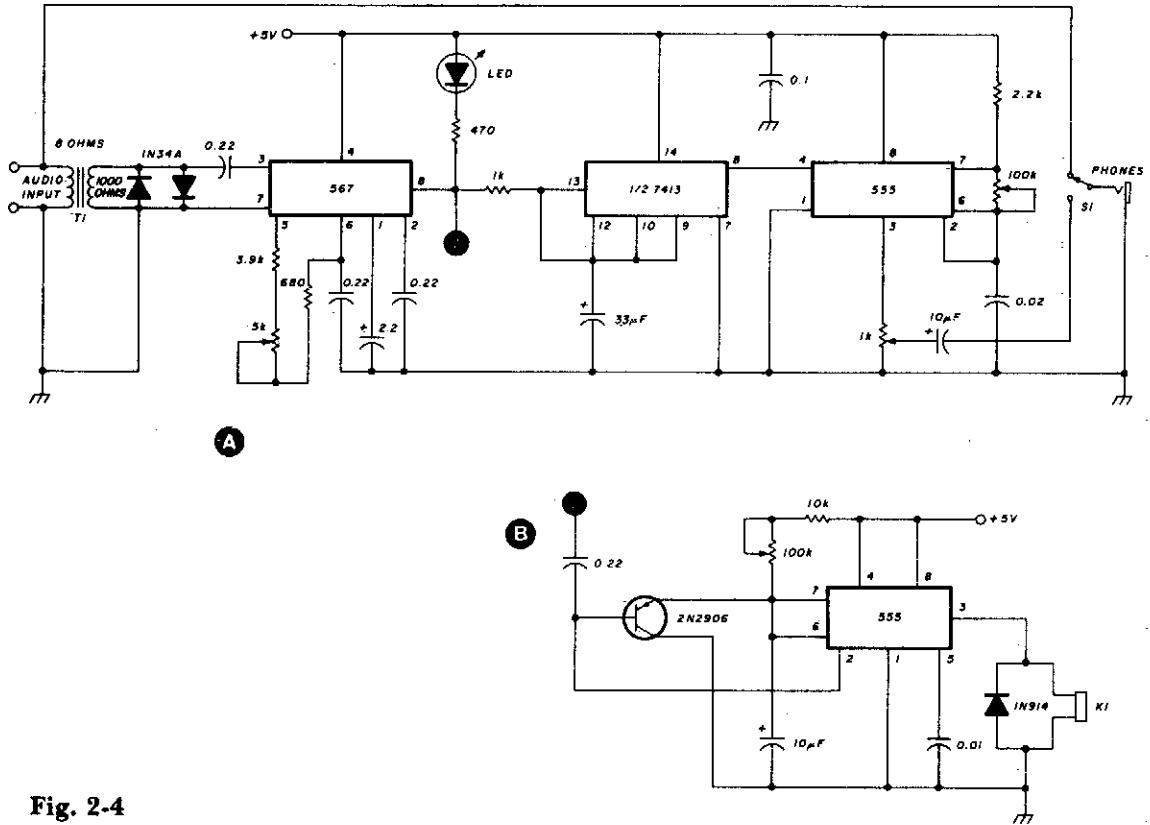 +5V
LED
0.1
2.2k
8 OHMS
1N34A
0.22
470
AUDIO
INPUT
1000
OHMS
T1
3
4
7
567
8
5
6
1
2
1k
14
13
1/2 7413
8
12
10
9
7
8
4
7
1
555
6
3
2
100k
PHONES
S1
3.9k
680
0.22
0.22
5k
2.2
+
33µF
+
1k
10µF
+
0.02
A
B
10k
+5V
0.22
100k
2N2906
4
8
7
555
3
6
2
1
5
1N914
K1
+
10µF
0.01
Fig. 2-4